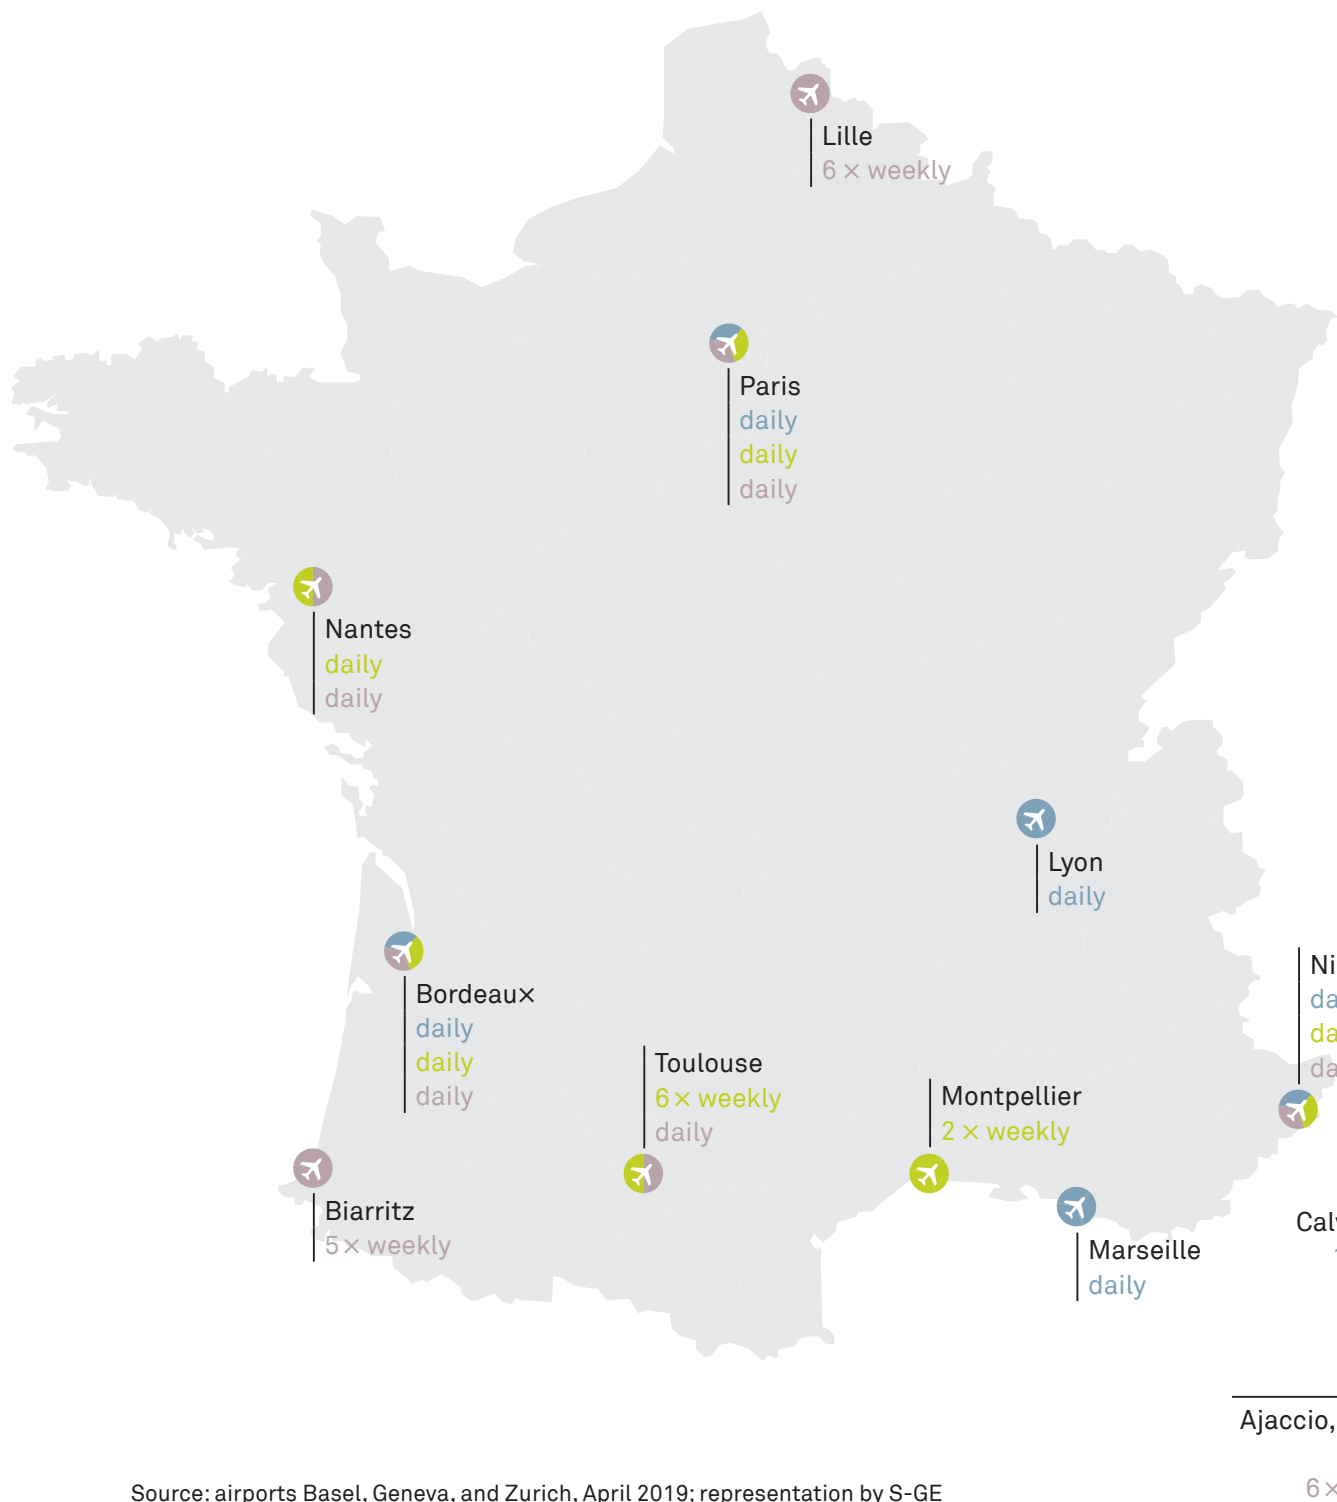 Lille
6 × weekly
Paris
daily
daily
daily
Nantes
daily
daily
Lyon
daily
Bordeaux
daily
daily
daily
Toulouse
6 × weekly
daily
Montpellier
2 × weekly
Biarritz
5 × weekly
Marseille
daily
Ajaccio,
6 ×
Source: airports Basel, Geneva, and Zurich, April 2019; representation by S-GE